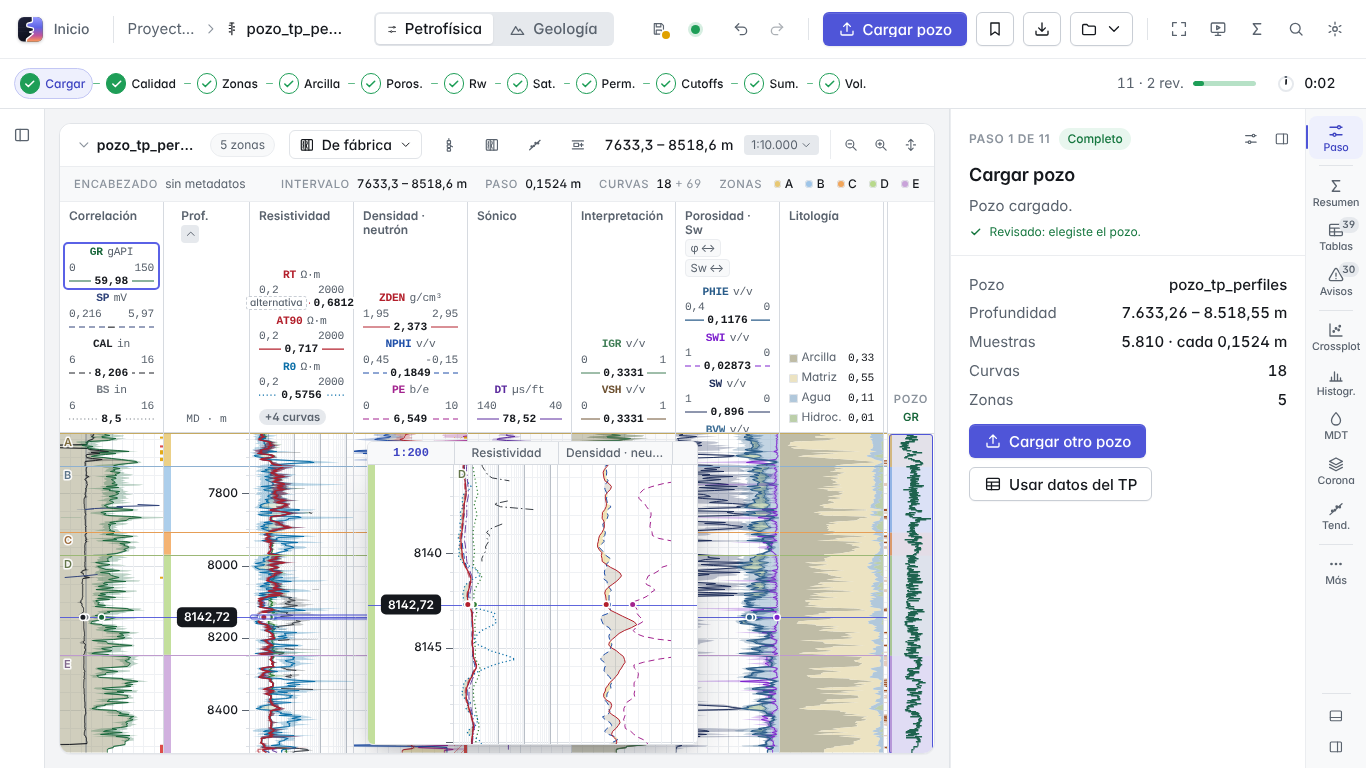 Inicio
Proyect...
pozo_tp_pe...
Petrofísica
Geología
Cargar pozo
Cargar
Calidad
Zonas
Arcilla
Poros.
Rw
Sat.
Perm.
Cutoffs
Sum.
Vol.
11 · 2 rev.
0:02
pozo_tp_per...
5 zonas
De fábrica
7633,3 – 8518,6 m
1:10.000
ENCABEZADO sin metadatos
INTERVALO 7633,3 – 8518,6 m
PASO 0,1524 m
CURVAS 18 + 69
ZONAS A B C D E
Correlación
GR gAPI
0 150
59,98
SP mV
0,216 5,97
CAL in
6 16
8,206
BS in
6 16
8,5
Prof.
MD · m
Resistividad
RT Ω·m
0,2 2000
alternativa · 0,6812
AT90 Ω·m
0,2 2000
0,717
R0 Ω·m
0,2 2000
0,5756
+4 curvas
Densidad ·
neutrón
ZDEN g/cm³
1,95 2,95
2,373
NPHI v/v
0,45 -0,15
0,1849
PE b/e
0 10
6,549
Sónico
DT µs/ft
140 40
78,52
Interpretación
IGR v/v
0 1
0,3331
VSH v/v
0 1
0,3331
Porosidad ·
Sw
φ ↔
Sw ↔
PHIE v/v
0,4 0
0,1176
SWI v/v
1 0
0,02873
SW v/v
1 0
0,896
BVW v/v
Litología
Arcilla 0,33
Matriz 0,55
Agua 0,11
Hidroc. 0,01
POZO
GR
A
B
C
D
E
7800
8000
8142,72
8200
8400
1:200
Resistividad
Densidad · neu...
D
8140
8142,72
8145
PASO 1 DE 11
Completo
Cargar pozo
Pozo cargado.
Revisado: elegiste el pozo.
Pozo pozo_tp_perfiles
Profundidad 7.633,26 – 8.518,55 m
Muestras 5.810 · cada 0,1524 m
Curvas 18
Zonas 5
Cargar otro pozo
Usar datos del TP
Paso
Resumen
39
Tablas
30
Avisos
Crossplot
Histogr.
MDT
Corona
Tend.
Más